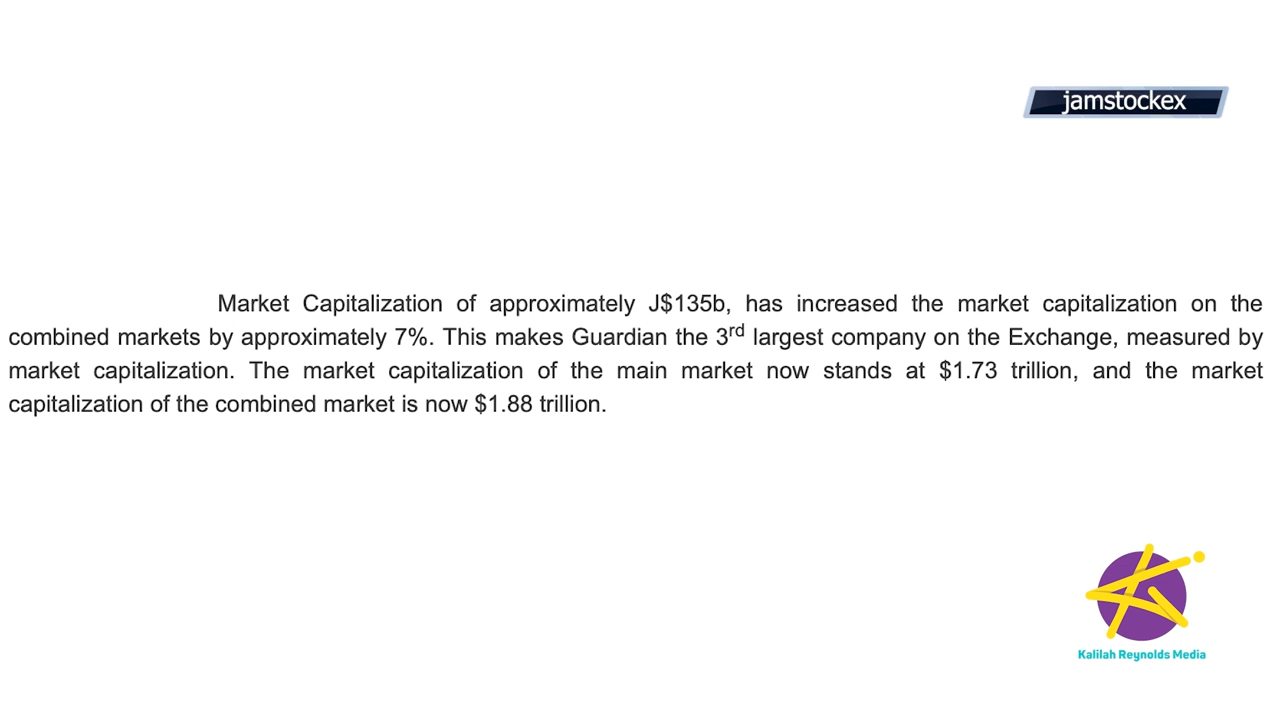 jamstockex
Market Capitalization of approximately J$135b, has increased the market capitalization on the
combined markets by approximately 7%. This makes Guardian the 3rd largest company on the Exchange, measured by
market capitalization. The market capitalization of the main market now stands at $1.73 trillion, and the market
capitalization of the combined market is now $1.88 trillion.
Kalilah Reynolds Media